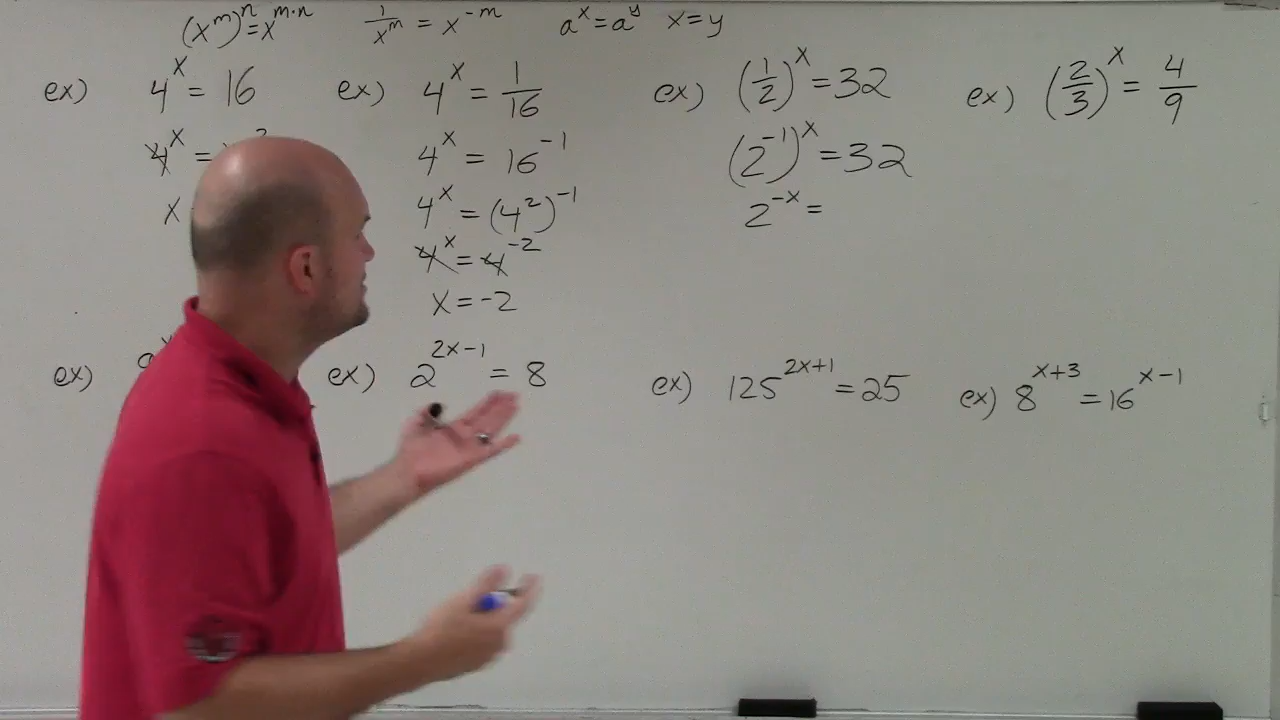 (x^m)^n = x^{m·n}   1/x^m = x^{-m}   a^x = a^y   x = y
ex) 4^x = 16
4^x =
x
ex) 4^x = 1/16
4^x = 16^{-1}
4^x = (4^2)^{-1}
4^x = 4^{-2}
x = -2
ex) (1/2)^x = 32
(2^{-1})^x = 32
2^{-x} =
ex) (2/3)^x = 4/9
ex)
ex) 2^{2x-1} = 8
ex) 125^{2x+1} = 25
ex) 8^{x+3} = 16^{x-1}